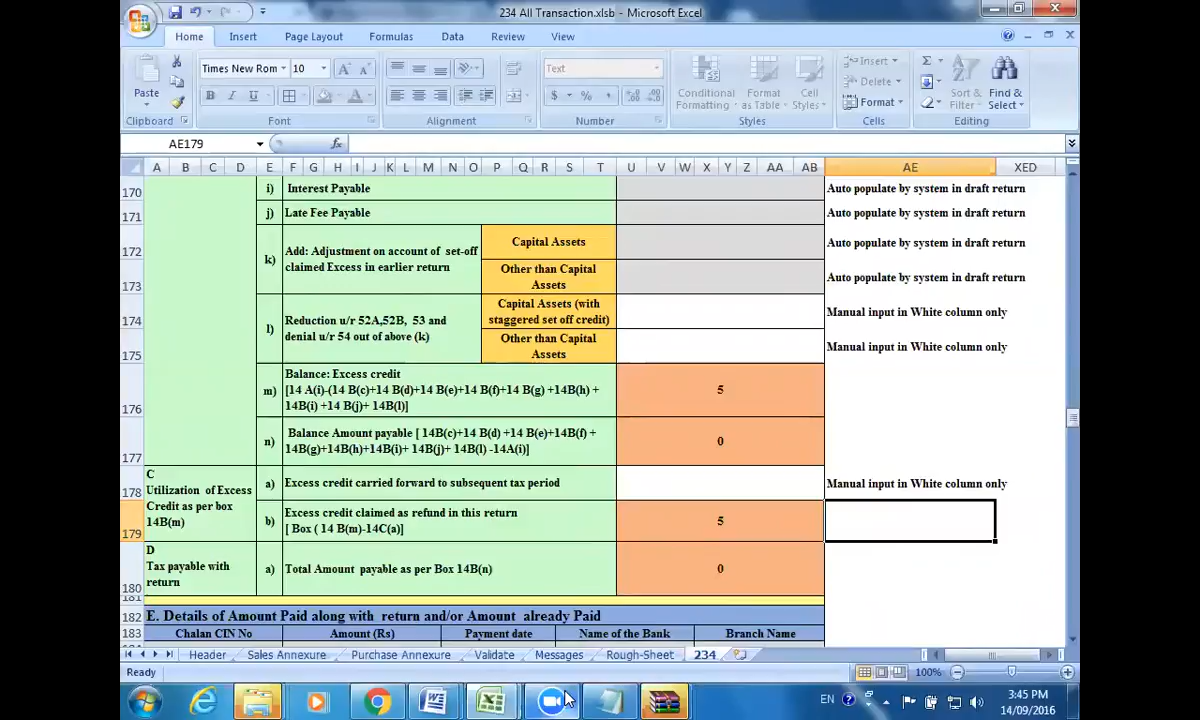 234 All Transaction.xlsb - Microsoft Excel
Home Insert Page Layout Formulas Data Review View
Paste
Clipboard
Times New Rom 10
B I U
Font
Alignment
Text
$ % ,
Number
Conditional Formatting
Format as Table
Cell Styles
Styles
Insert
Delete
Format
Cells
Sort & Filter
Find & Select
Editing
AE179
fx
A B C D E F G H I J K L M N O P Q R S T U V W X Y Z AA AB AE XED
170 i) Interest Payable Auto populate by system in draft return
171 j) Late Fee Payable Auto populate by system in draft return
172 k) Add: Adjustment on account of set-off
claimed Excess in earlier return
Capital Assets Auto populate by system in draft return
173 Other than Capital
Assets
Auto populate by system in draft return
174 l) Reduction u/r 52A,52B, 53 and
denial u/r 54 out of above (k)
Capital Assets (with
staggered set off credit)
Manual input in White column only
175 Other than Capital
Assets
Manual input in White column only
176 m) Balance: Excess credit
[14 A(i)-(14 B(c)+14 B(d)+14 B(e)+14 B(f)+14 B(g) +14B(h) +
14B(i) +14 B(j)+ 14B(l)]
5
177 n) Balance Amount payable [ 14B(c)+14 B(d) +14 B(e)+14B(f) +
14B(g)+14B(h)+14B(i)+ 14B(j)+ 14B(l) -14A(i)]
0
C
Utilization of Excess
Credit as per box
14B(m)
178 a) Excess credit carried forward to subsequent tax period Manual input in White column only
179 b) Excess credit claimed as refund in this return
[ Box ( 14 B(m)-14C(a)]
5
D
Tax payable with
return
180 a) Total Amount payable as per Box 14B(n) 0
181
182 E. Details of Amount Paid along with return and/or Amount already Paid
183 Chalan CIN No Amount (Rs) Payment date Name of the Bank Branch Name
Header Sales Annexure Purchase Annexure Validate Messages Rough-Sheet 234
Ready 100%
EN 3:45 PM
14/09/2016